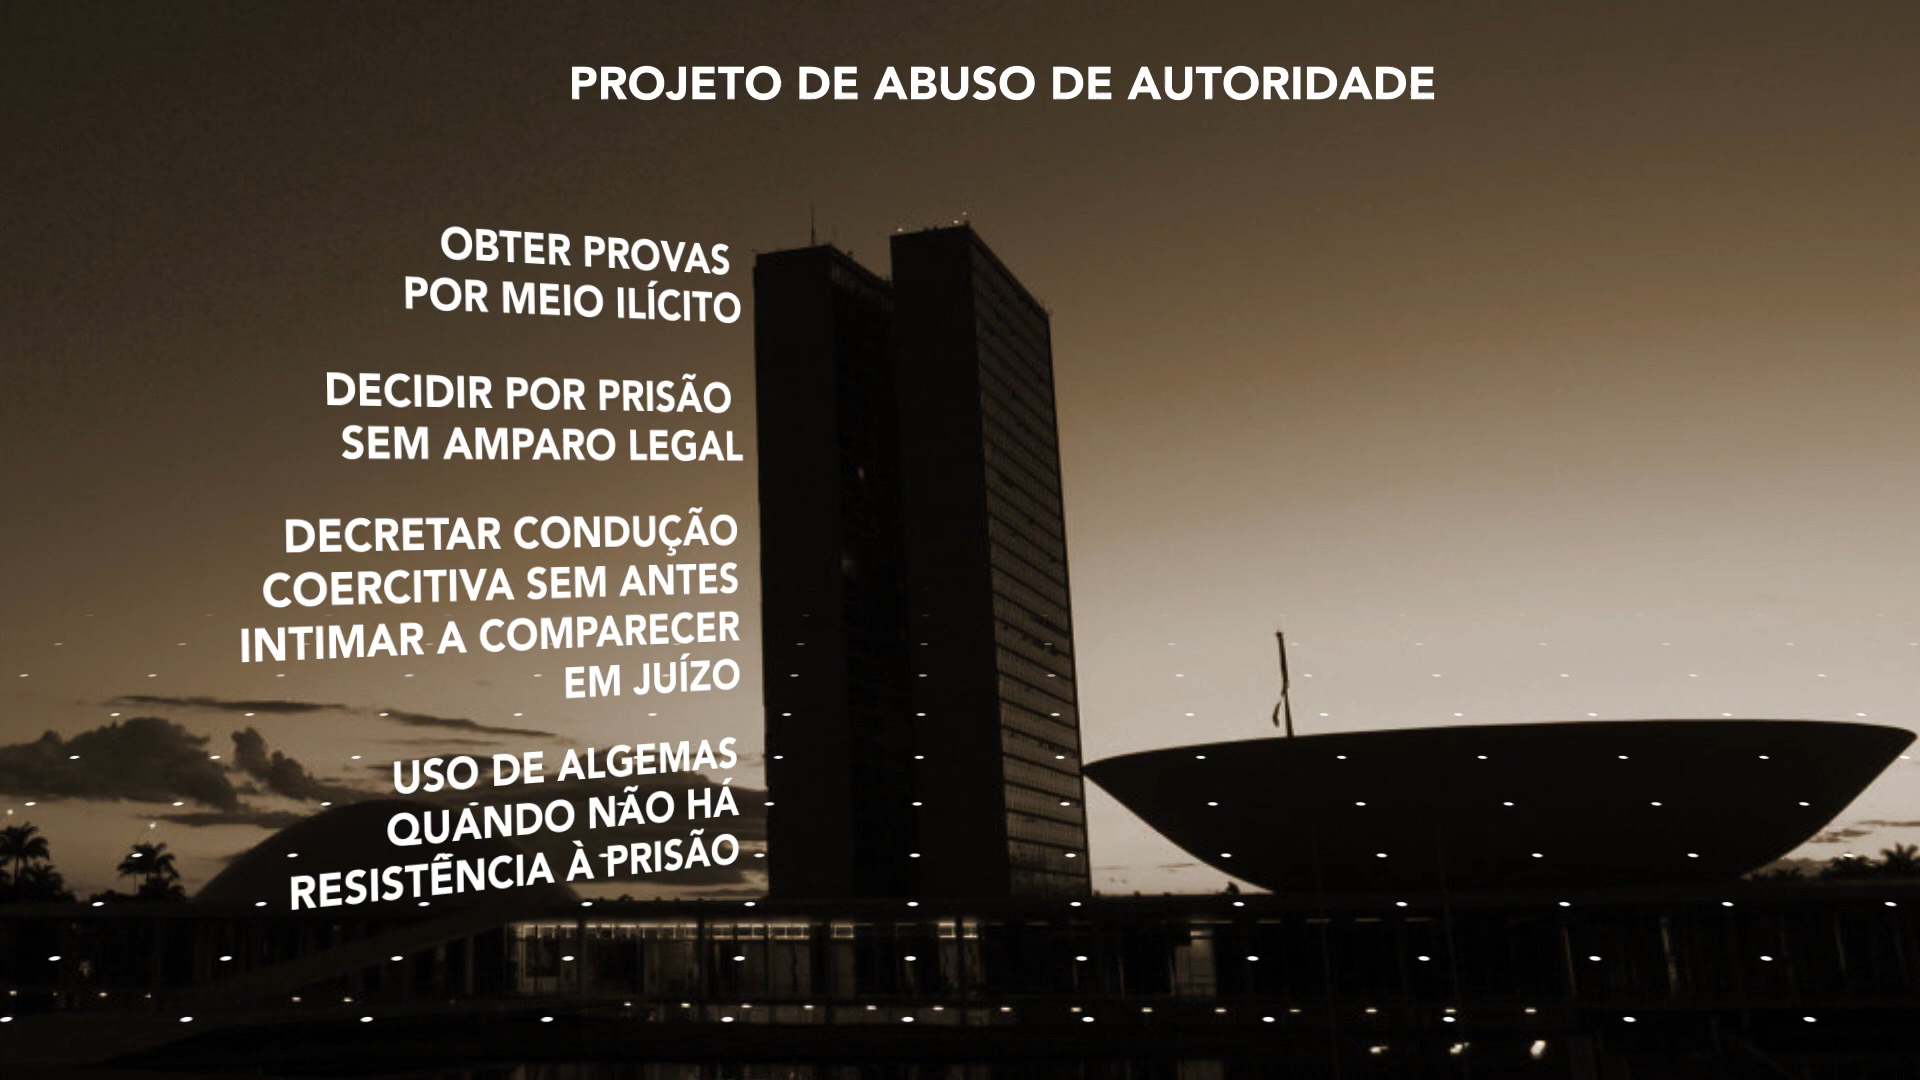 PROJETO DE ABUSO DE AUTORIDADE
OBTER PROVAS
POR MEIO ILÍCITO
DECIDIR POR PRISÃO
SEM AMPARO LEGAL
DECRETAR CONDUÇÃO
COERCITIVA SEM ANTES
INTIMAR A COMPARECER
EM JUÍZO
USO DE ALGEMAS
QUANDO NÃO HÁ
RESISTÊNCIA À PRISÃO